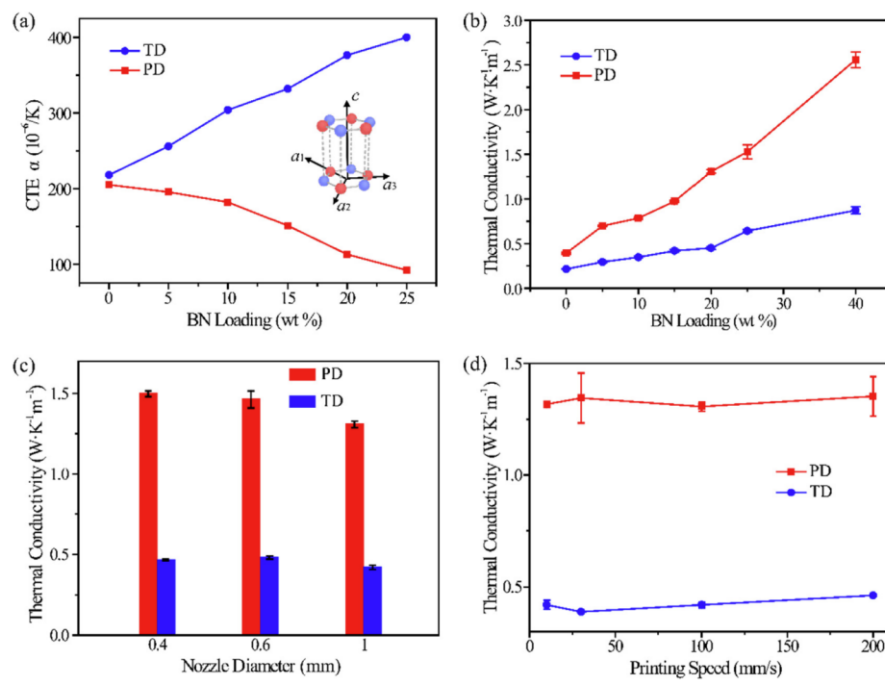 (a)
TD
PD
CTE α (10⁻⁶/K)
400
300
200
100
0 5 10 15 20 25
BN Loading (wt %)
c
a₁
a₂
a₃
(b)
TD
PD
Thermal Conductivity (W·K⁻¹m⁻¹)
3.0
2.5
2.0
1.5
1.0
0.5
0.0
0 10 20 30 40
BN Loading (wt %)
(c)
PD
TD
Thermal Conductivity (W·K⁻¹m⁻¹)
1.5
1.0
0.5
0.0
0.4 0.6 1
Nozzle Diameter (mm)
(d)
PD
TD
Thermal Conductivity (W·K⁻¹m⁻¹)
1.5
1.0
0.5
0 50 100 150 200
Printing Speed (mm/s)